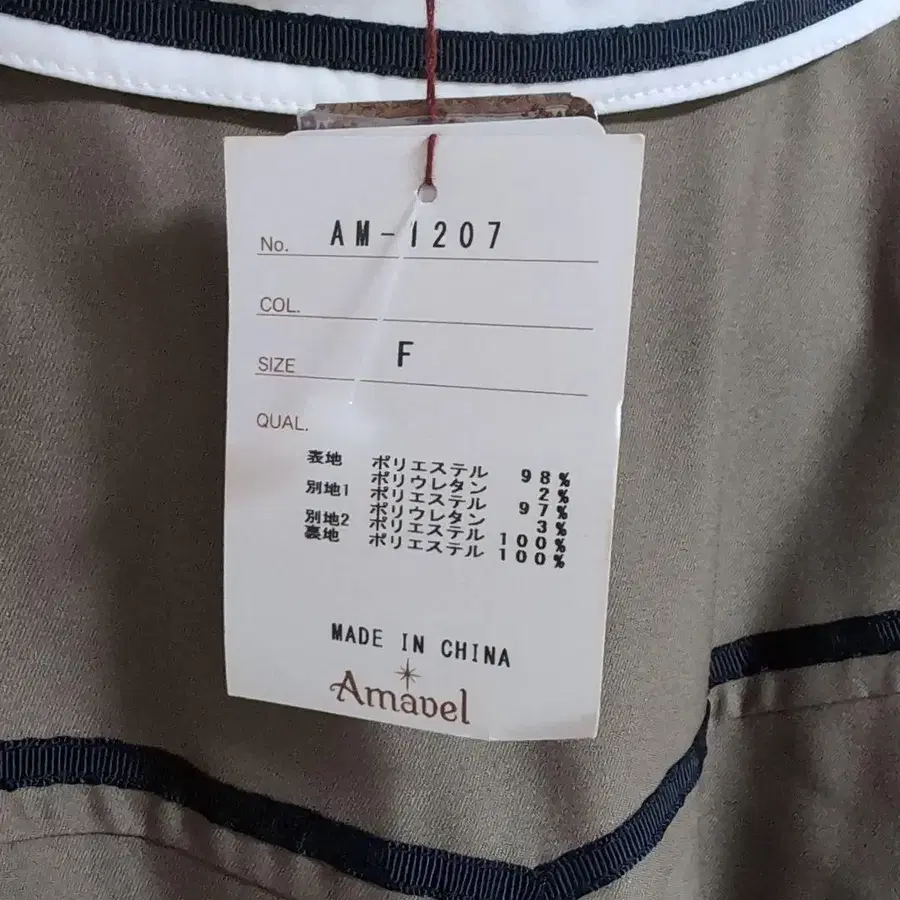 No. AM-1207
COL.
SIZE F
QUAL.
表地 ポリエステル 98%
ポリウレタン 2%
別地1 ポリエステル 97%
ポリウレタン 3%
別地2 ポリエステル 100%
裏地 ポリエステル 100%
MADE IN CHINA
Amavel